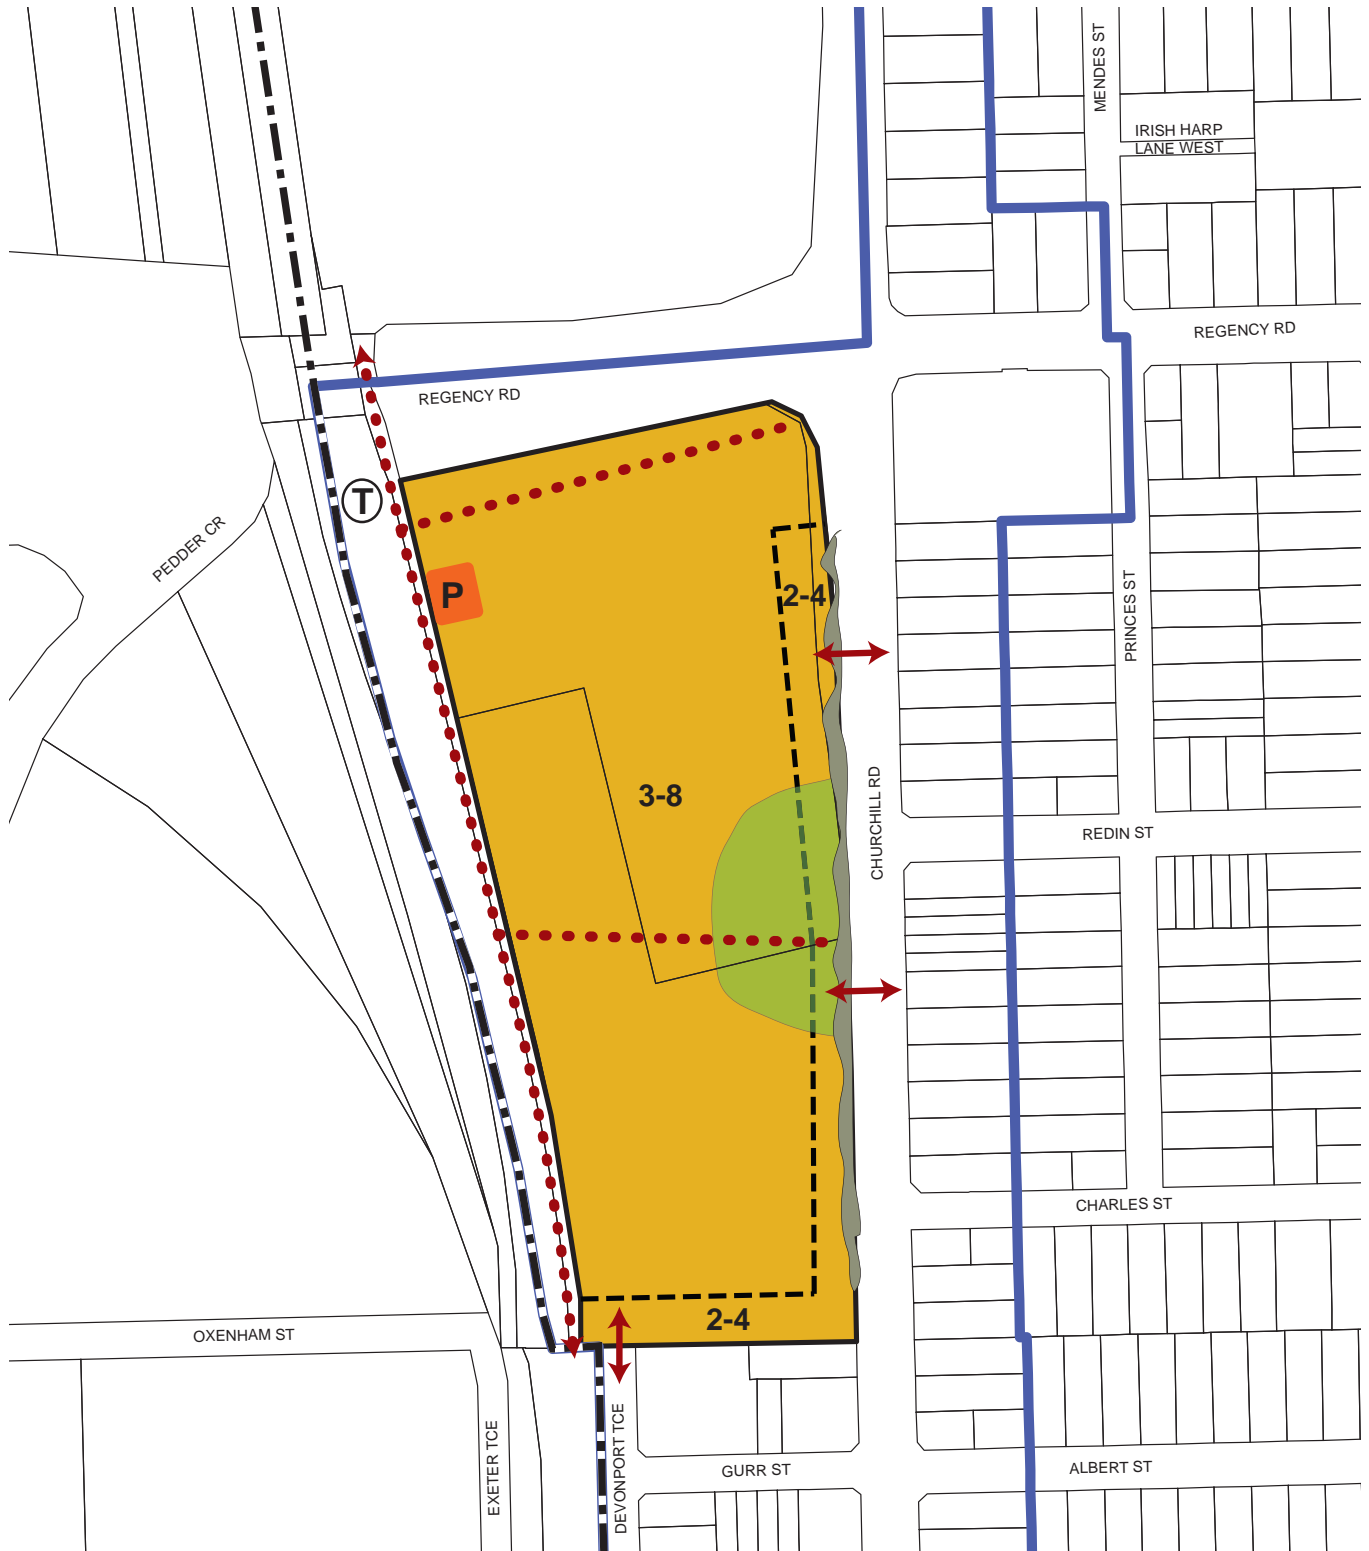 MENDES ST
IRISH HARP
LANE WEST
REGENCY RD
REGENCY RD
T
PEDDER CR
P
2-4
PRINCES ST
3-8
CHURCHILL RD
REDIN ST
CHARLES ST
2-4
OXENHAM ST
EXETER TCE
DEVONPORT TCE
GURR ST
ALBERT ST